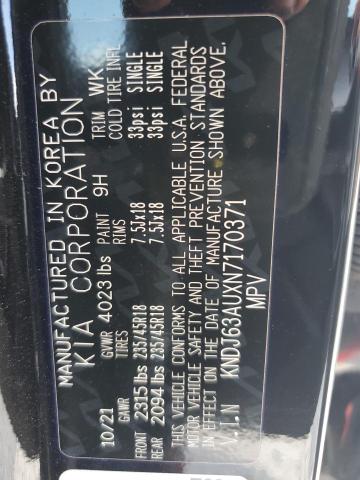 MANUFACTURED IN KOREA BY
KIA CORPORATION
10/21 GVWR 4023 lbs PAINT 9H TRIM WK
GAWR TIRES RIMS COLD TIRE INFL
FRONT 2315 lbs 235/45R18 7.5Jx18 33psi SINGLE
REAR 2094 lbs 235/45R18 7.5Jx18 33psi SINGLE
THIS VEHICLE CONFORMS TO ALL APPLICABLE U.S.A. FEDERAL
MOTOR VEHICLE SAFETY AND THEFT PREVENTION STANDARDS
IN EFFECT ON THE DATE OF MANUFACTURE SHOWN ABOVE.
V.I.N KNDJG3AUXN7170371
MPV